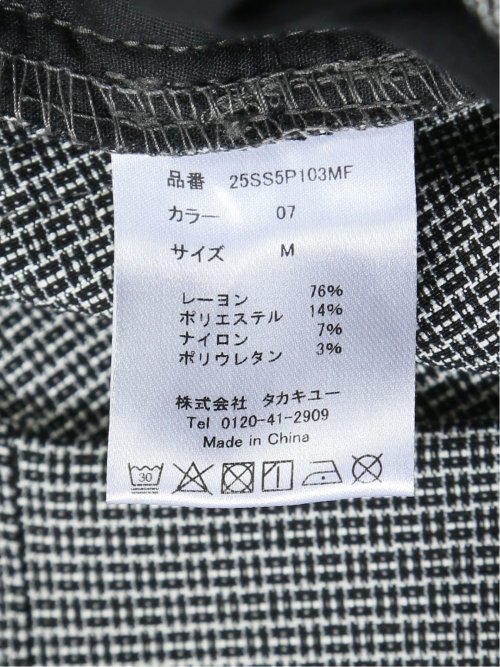 品番 25SS5P103MF
カラー 07
サイズ M
レーヨン 76%
ポリエステル 14%
ナイロン 7%
ポリウレタン 3%
株式会社 タカキユー
Tel 0120-41-2909
Made in China
30